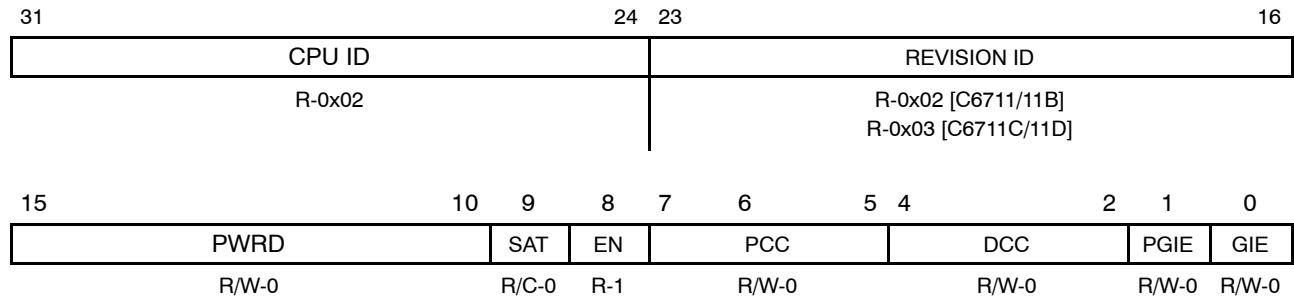 31 24 23 16
CPU ID REVISION ID
R-0x02 R-0x02 [C6711/11B]
R-0x03 [C6711C/11D]
15 10 9 8 7 6 5 4 2 1 0
PWRD SAT EN PCC DCC PGIE GIE
R/W-0 R/C-0 R-1 R/W-0 R/W-0 R/W-0 R/W-0